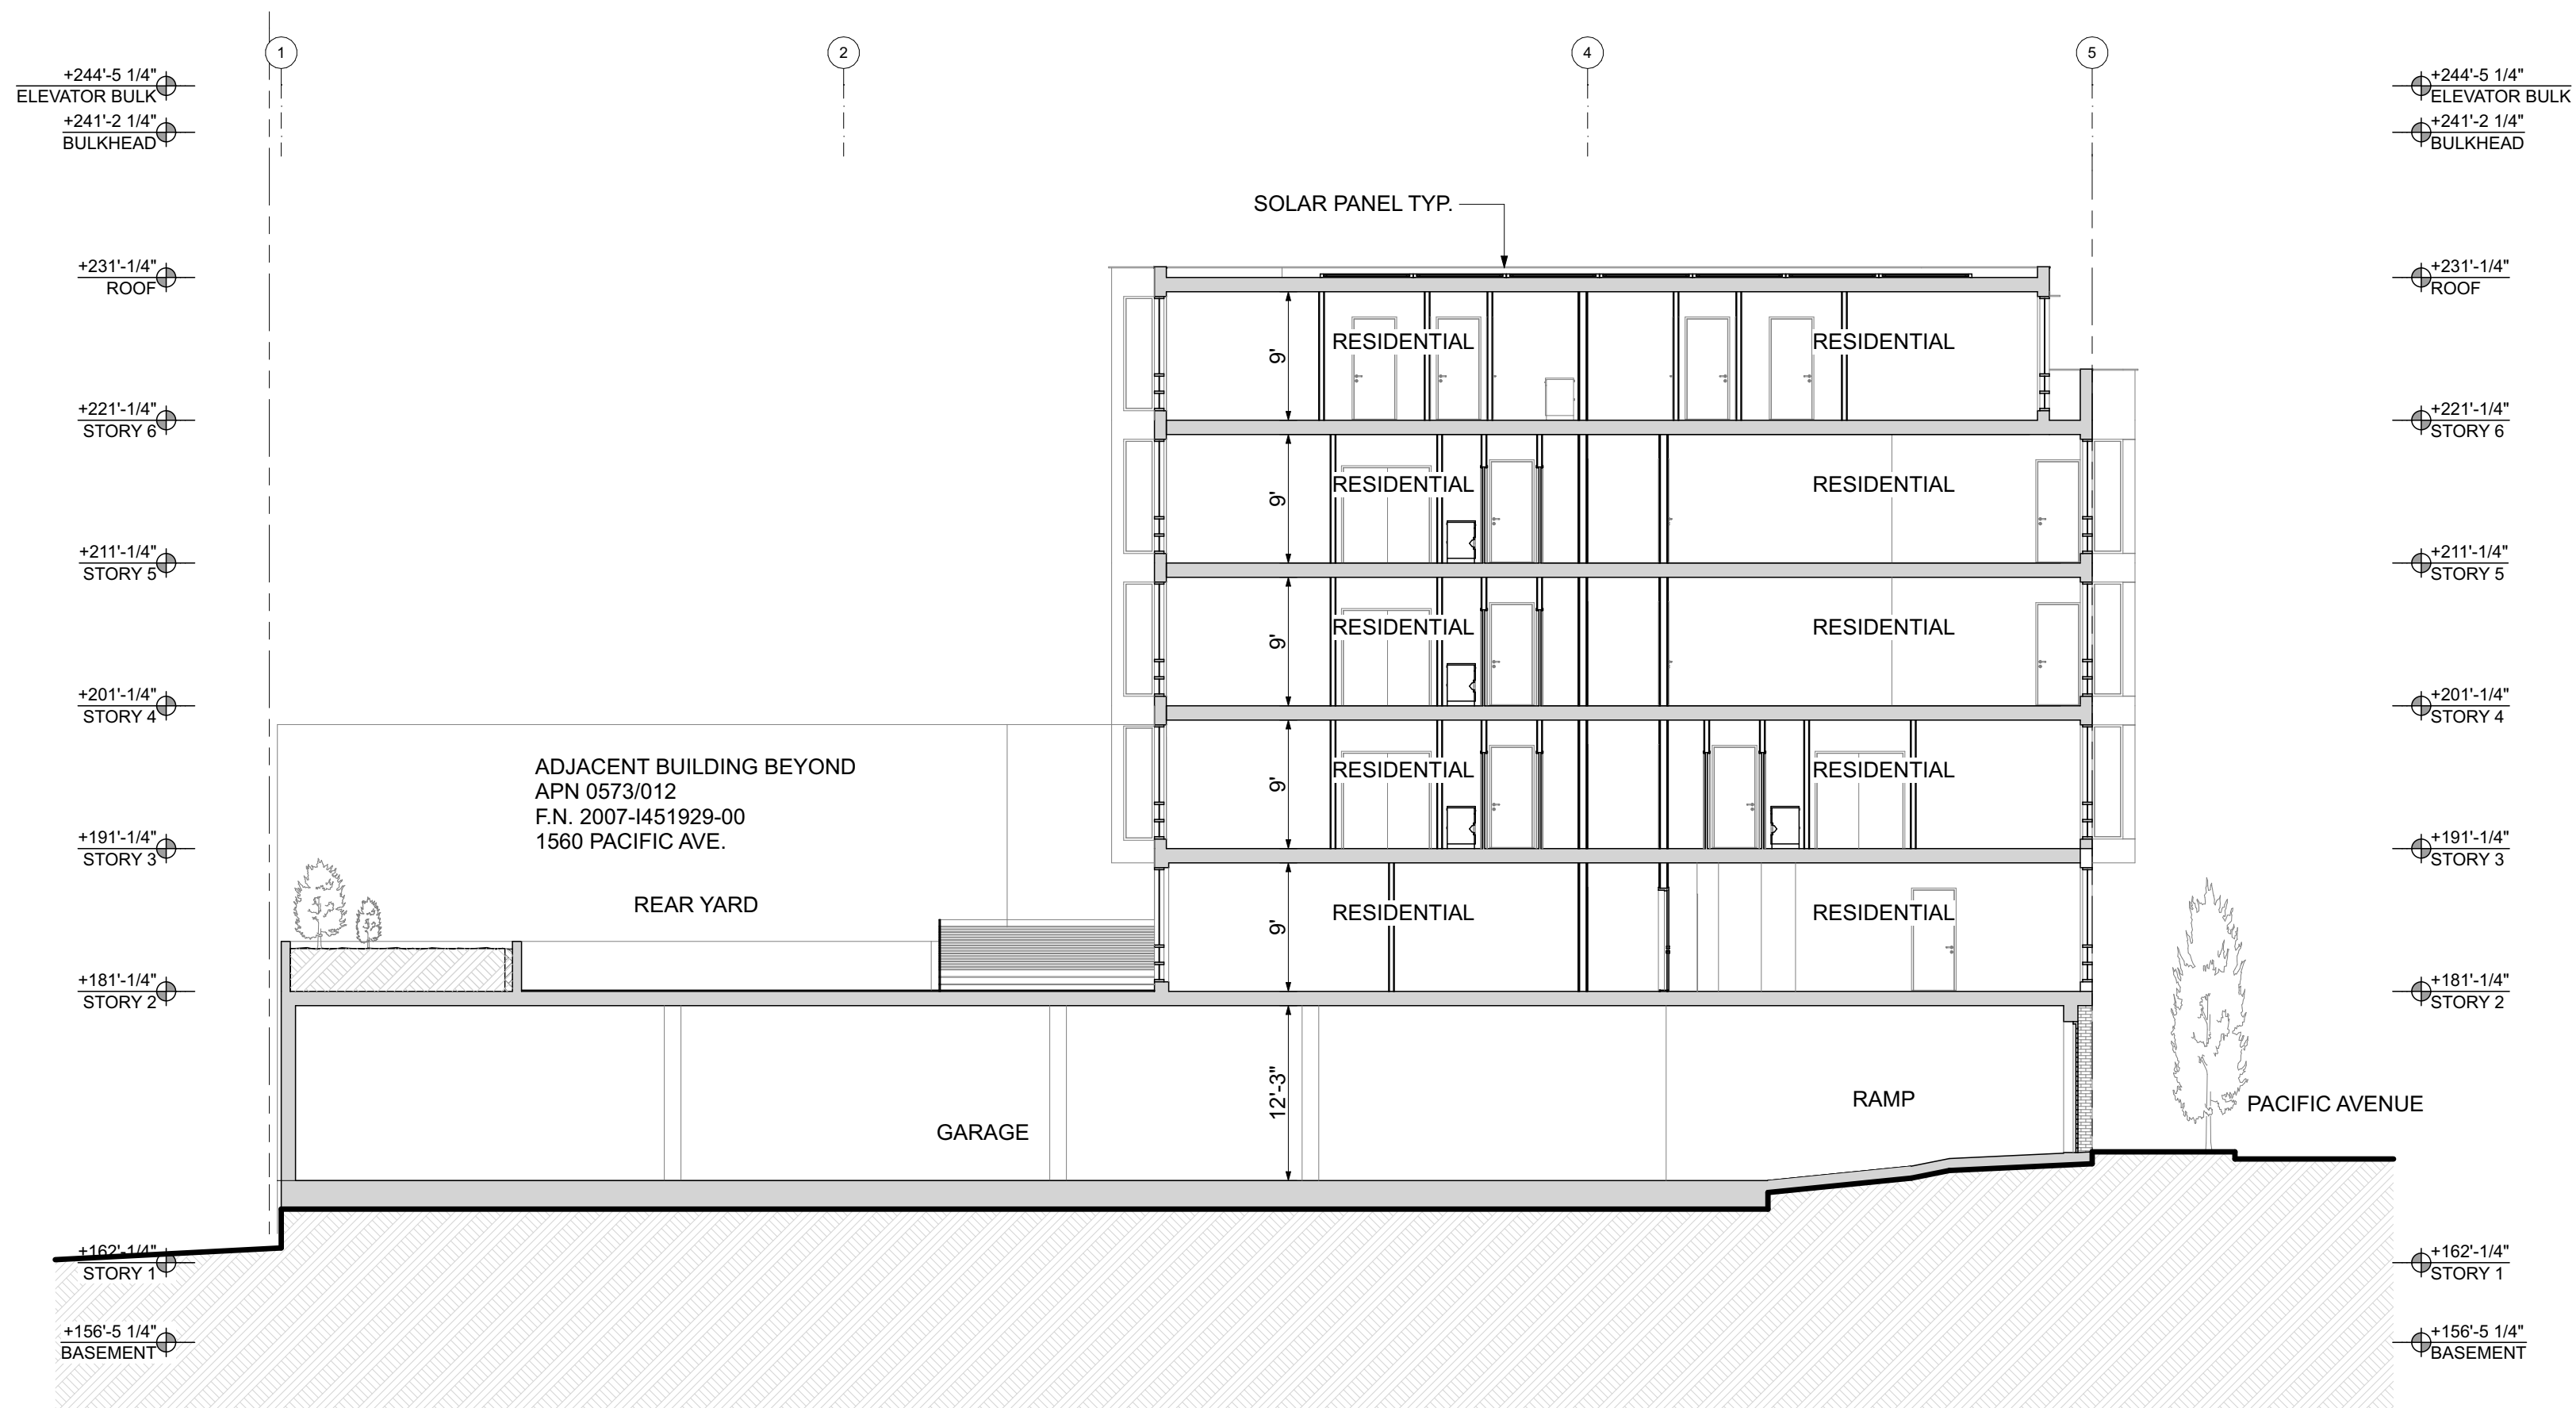 1
2
4
5
+244'-5 1/4"
ELEVATOR BULK
+244'-5 1/4"
ELEVATOR BULK
+241'-2 1/4"
BULKHEAD
+241'-2 1/4"
BULKHEAD
SOLAR PANEL TYP.
+231'-1/4"
ROOF
+231'-1/4"
ROOF
9'
RESIDENTIAL
RESIDENTIAL
+221'-1/4"
STORY 6
+221'-1/4"
STORY 6
9'
RESIDENTIAL
RESIDENTIAL
+211'-1/4"
STORY 5
+211'-1/4"
STORY 5
9'
RESIDENTIAL
RESIDENTIAL
+201'-1/4"
STORY 4
+201'-1/4"
STORY 4
ADJACENT BUILDING BEYOND
APN 0573/012
F.N. 2007-I451929-00
1560 PACIFIC AVE.
9'
RESIDENTIAL
RESIDENTIAL
+191'-1/4"
STORY 3
+191'-1/4"
STORY 3
REAR YARD
9'
RESIDENTIAL
RESIDENTIAL
+181'-1/4"
STORY 2
+181'-1/4"
STORY 2
GARAGE
12'-3"
RAMP
PACIFIC AVENUE
+162'-1/4"
STORY 1
+162'-1/4"
STORY 1
+156'-5 1/4"
BASEMENT
+156'-5 1/4"
BASEMENT